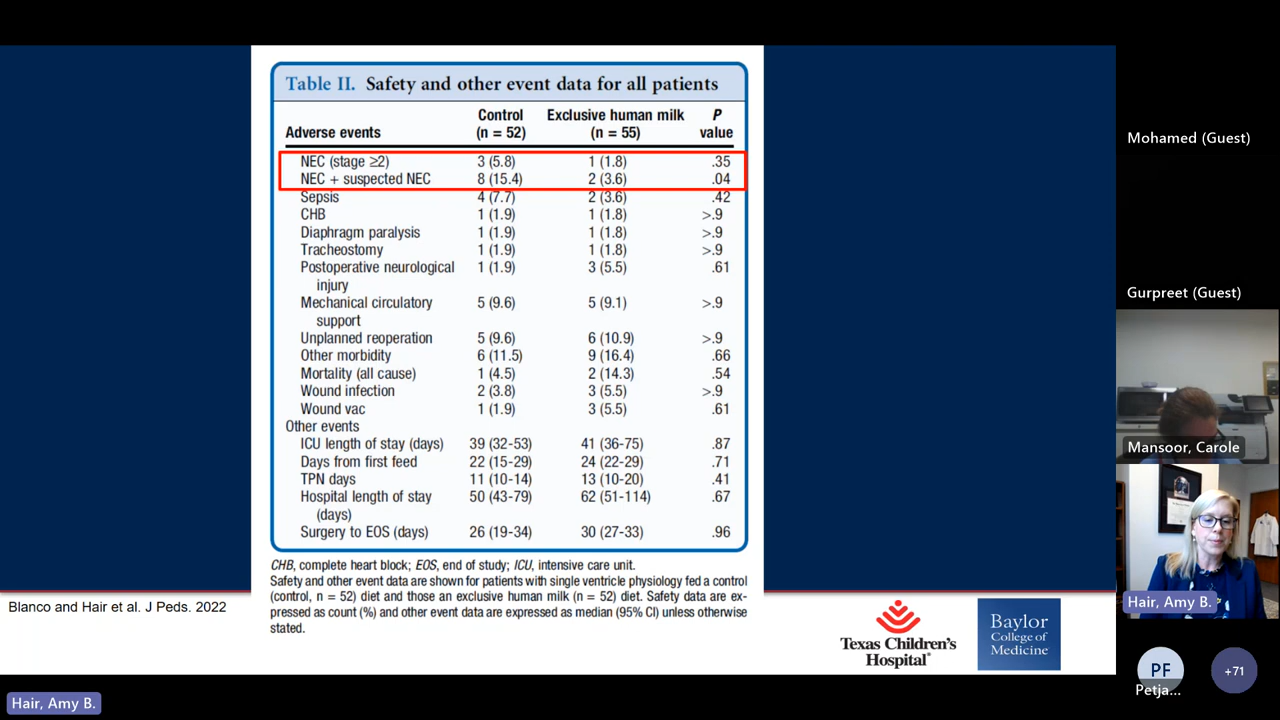 Table II. Safety and other event data for all patients
Adverse events Control (n = 52) Exclusive human milk (n = 55) P value
NEC (stage ≥2) 3 (5.8) 1 (1.8) .35
NEC + suspected NEC 8 (15.4) 2 (3.6) .04
Sepsis 4 (7.7) 2 (3.6) .42
CHB 1 (1.9) 1 (1.8) >.9
Diaphragm paralysis 1 (1.9) 1 (1.8) >.9
Tracheostomy 1 (1.9) 1 (1.8) >.9
Postoperative neurological 1 (1.9) 3 (5.5) .61
injury
Mechanical circulatory 5 (9.6) 5 (9.1) >.9
support
Unplanned reoperation 5 (9.6) 6 (10.9) >.9
Other morbidity 6 (11.5) 9 (16.4) .66
Mortality (all cause) 1 (4.5) 2 (14.3) .54
Wound infection 2 (3.8) 3 (5.5) >.9
Wound vac 1 (1.9) 3 (5.5) .61
Other events
ICU length of stay (days) 39 (32-53) 41 (36-75) .87
Days from first feed 22 (15-29) 24 (22-29) .71
TPN days 11 (10-14) 13 (10-20) .41
Hospital length of stay 50 (43-79) 62 (51-114) .67
(days)
Surgery to EOS (days) 26 (19-34) 30 (27-33) .96
CHB, complete heart block; EOS, end of study; ICU, intensive care unit.
Safety and other event data are shown for patients with single ventricle physiology fed a control
(control, n = 52) diet and those an exclusive human milk (n = 52) diet. Safety data are ex-
pressed as count (%) and other event data are expressed as median (95% CI) unless otherwise
stated.
Blanco and Hair et al. J Peds. 2022
Texas Children's
Hospital®
Baylor
College of
Medicine
Hair, Amy B.
Mohamed (Guest)
Gurpreet (Guest)
Mansoor, Carole
Hair, Amy B.
PF
Petja...
+71